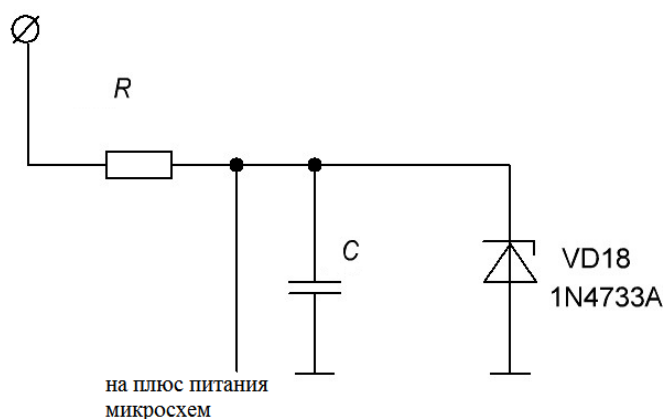 R
C
VD18
1N4733A
на плюс питания
микросхем